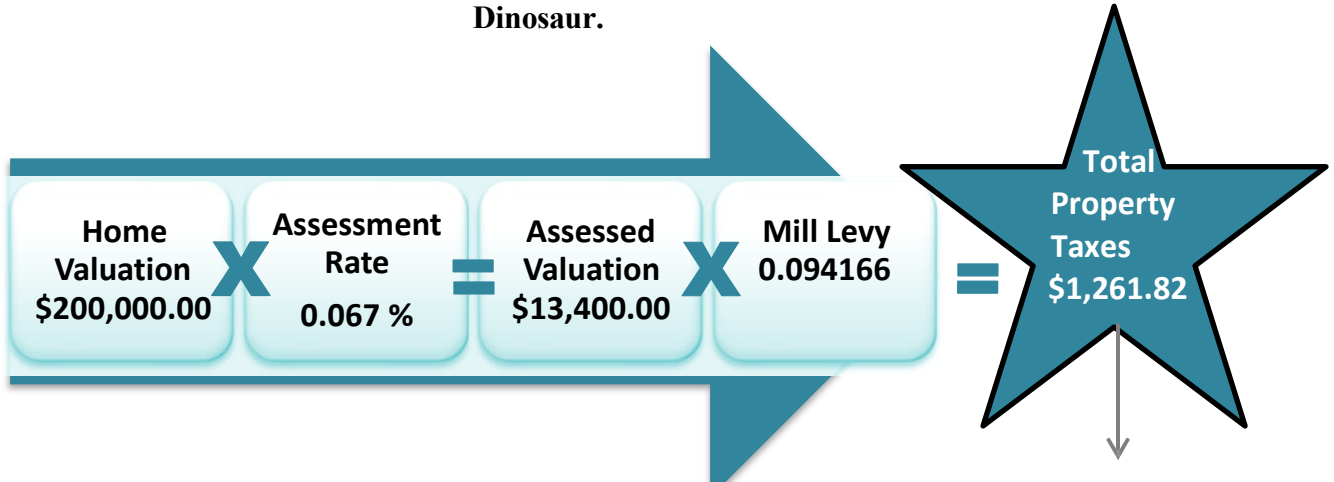 Dinosaur.
Home
Valuation
$200,000.00
X
Assessment
Rate
0.067 %
=
Assessed
Valuation
$13,400.00
X
Mill Levy
0.094166
=
Total
Property
Taxes
$1,261.82